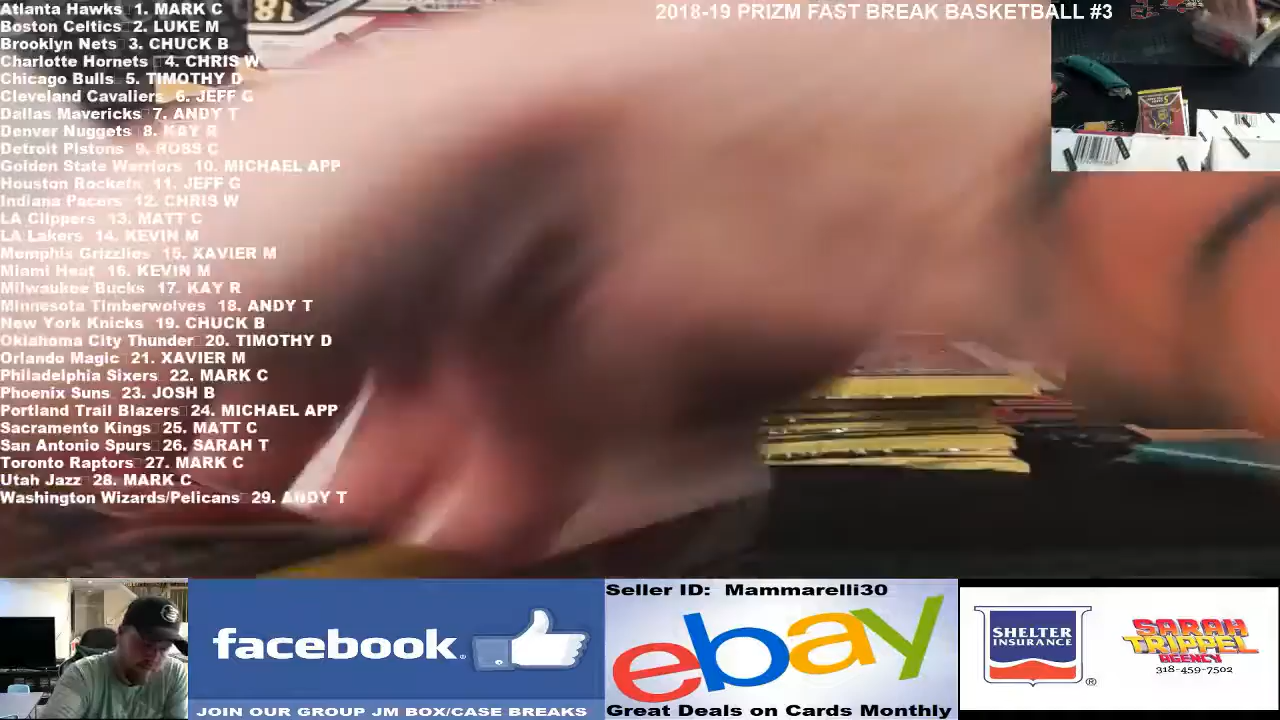 2018-19 PRIZM FAST BREAK BASKETBALL #3
Atlanta Hawks 1. MARK C
Boston Celtics 2. LUKE M
Brooklyn Nets 3. CHUCK B
Charlotte Hornets 4. CHRIS W
Chicago Bulls 5. TIMOTHY D
Cleveland Cavaliers 6. JEFF G
Dallas Mavericks 7. ANDY T
Denver Nuggets 8. KAY R
Detroit Pistons 9. ROSS C
Golden State Warriors 10. MICHAEL APP
Houston Rockets 11. JEFF G
Indiana Pacers 12. CHRIS W
LA Clippers 13. MATT C
LA Lakers 14. KEVIN M
Memphis Grizzlies 15. XAVIER M
Miami Heat 16. KEVIN M
Milwaukee Bucks 17. KAY R
Minnesota Timberwolves 18. ANDY T
New York Knicks 19. CHUCK B
Oklahoma City Thunder 20. TIMOTHY D
Orlando Magic 21. XAVIER M
Philadelphia Sixers 22. MARK C
Phoenix Suns 23. JOSH B
Portland Trail Blazers 24. MICHAEL APP
Sacramento Kings 25. MATT C
San Antonio Spurs 26. SARAH T
Toronto Raptors 27. MARK C
Utah Jazz 28. MARK C
Washington Wizards/Pelicans 29. ANDY T
facebook.
JOIN OUR GROUP JM BOX/CASE BREAKS
Seller ID: Mammarelli30
ebay
Great Deals on Cards Monthly
SHELTER
INSURANCE
®
SARAH
TRIPPEL
AGENCY
318-459-7502